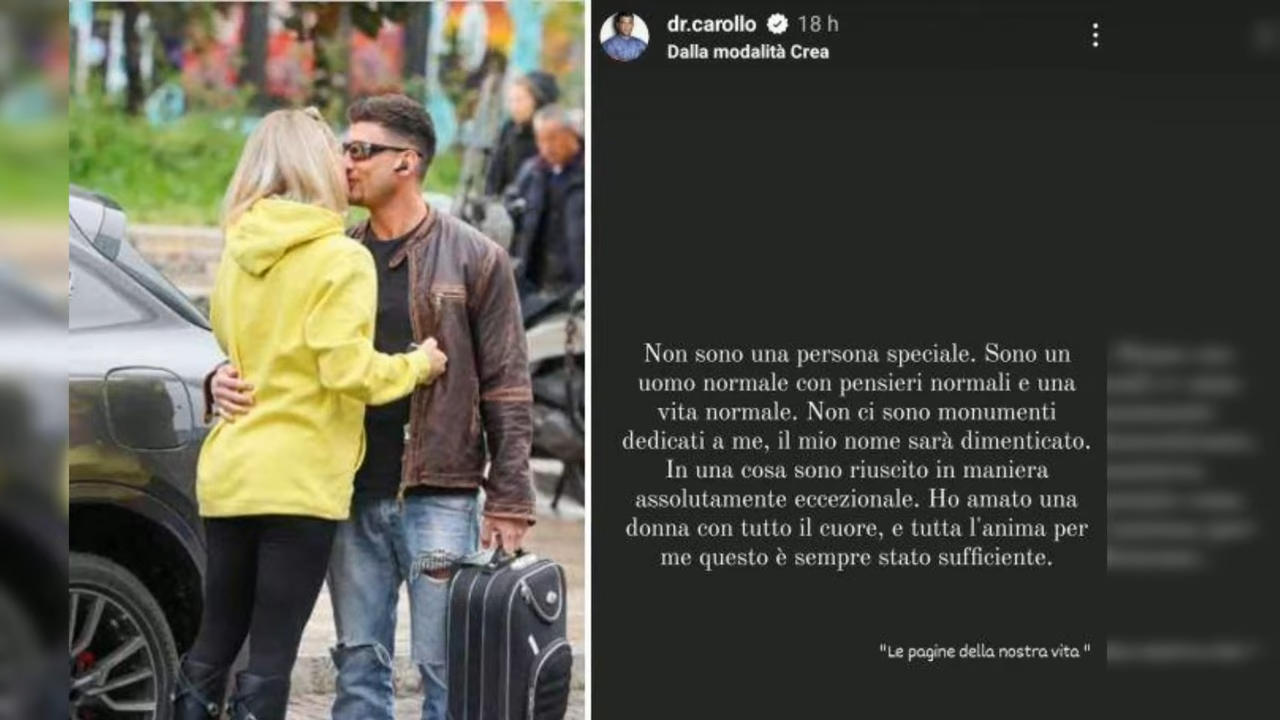 dr.carollo 18 h
Dalla modalità Crea
Non sono una persona speciale. Sono un
uomo normale con pensieri normali e una
vita normale. Non ci sono monumenti
dedicati a me, il mio nome sarà dimenticato.
In una cosa sono riuscito in maniera
assolutamente eccezionale. Ho amato una
donna con tutto il cuore, e tutta l'anima per
me questo è sempre stato sufficiente.
"Le pagine della nostra vita "